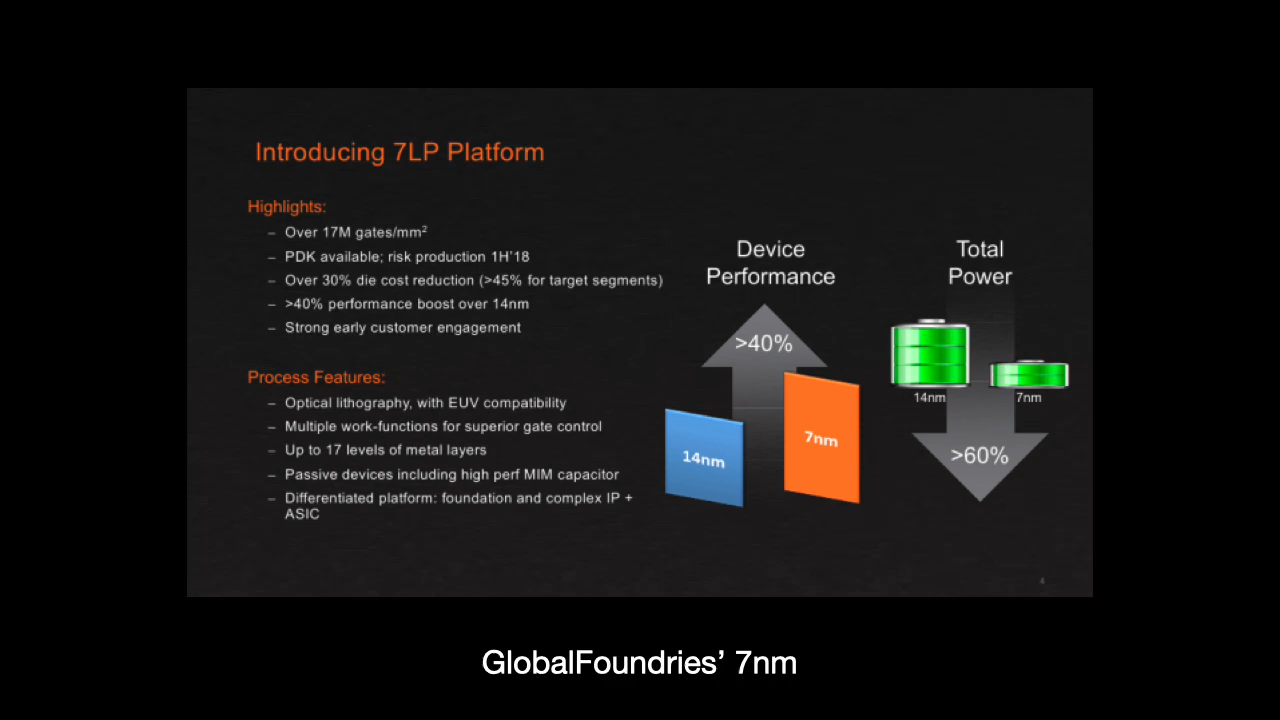 Introducing 7LP Platform
Highlights:
– Over 17M gates/mm²
– PDK available; risk production 1H'18
– Over 30% die cost reduction (>45% for target segments)
– >40% performance boost over 14nm
– Strong early customer engagement
Process Features:
– Optical lithography, with EUV compatibility
– Multiple work-functions for superior gate control
– Up to 17 levels of metal layers
– Passive devices including high perf MIM capacitor
– Differentiated platform: foundation and complex IP +
ASIC
Device
Performance
>40%
14nm
7nm
Total
Power
14nm
7nm
>60%
4
GlobalFoundries’ 7nm